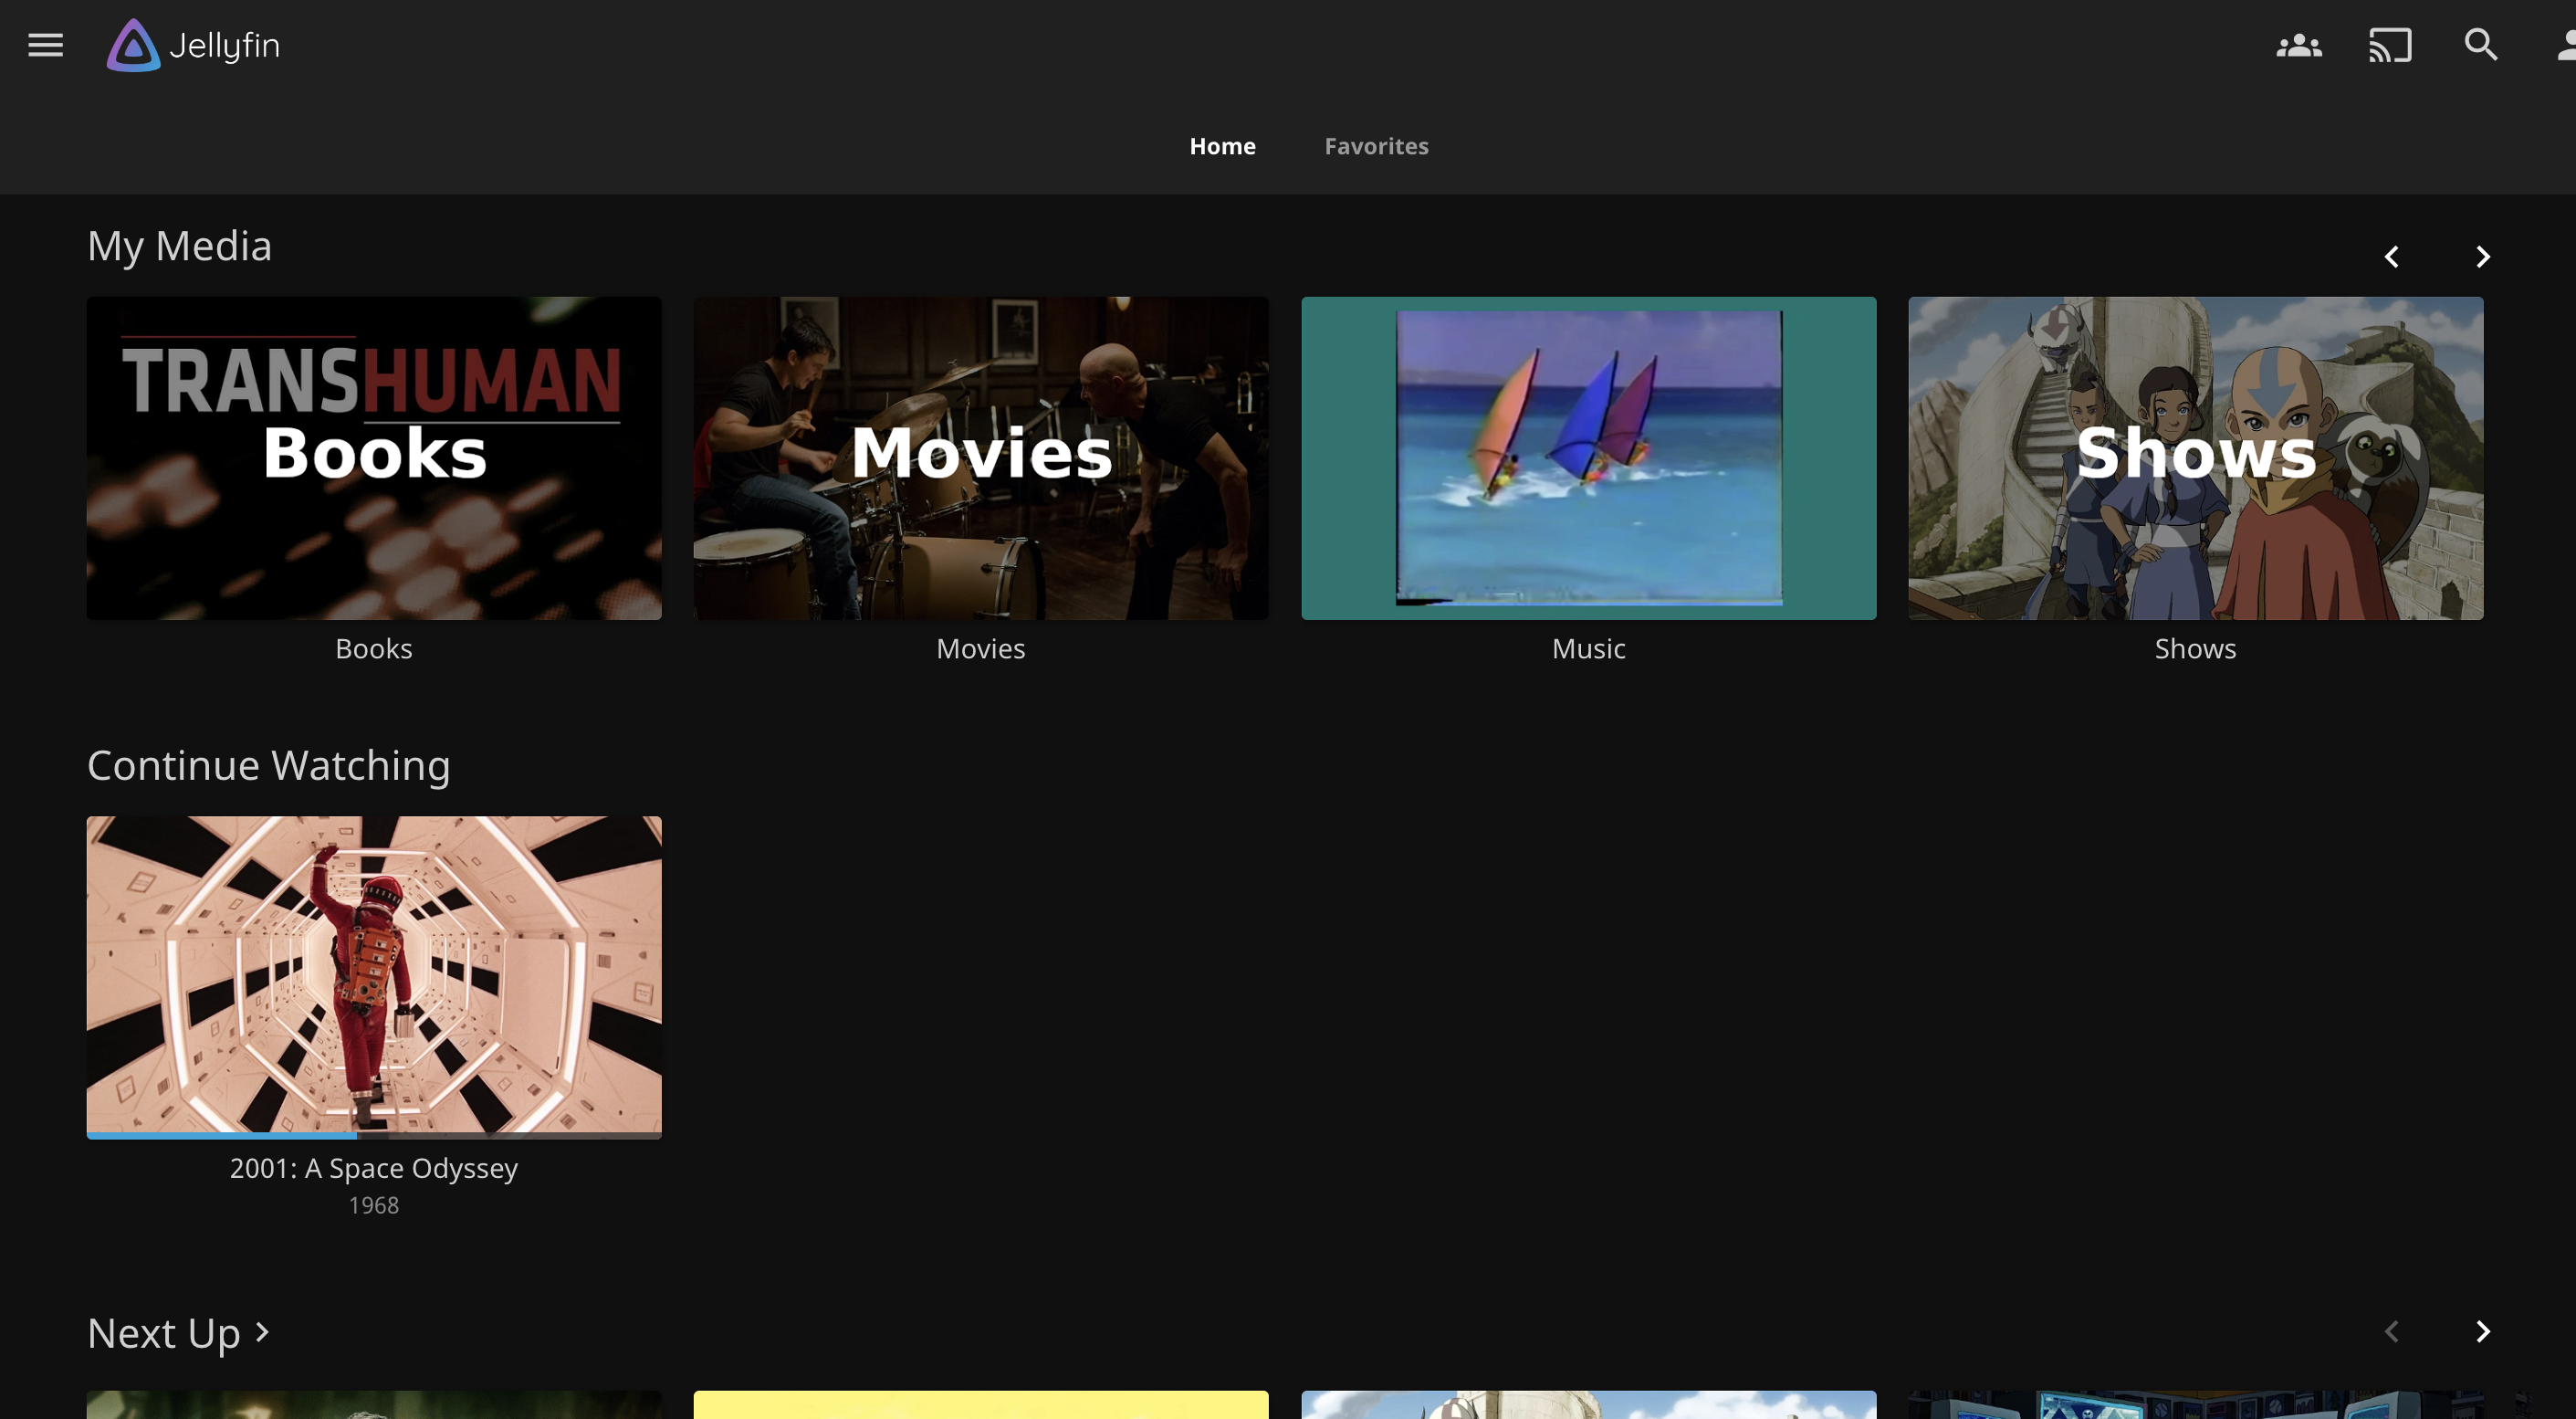 Jellyfin
Home Favorites
My Media
TRANSHUMAN
Books
Movies
Shows
Books
Movies
Music
Shows
Continue Watching
2001: A Space Odyssey
1968
Next Up